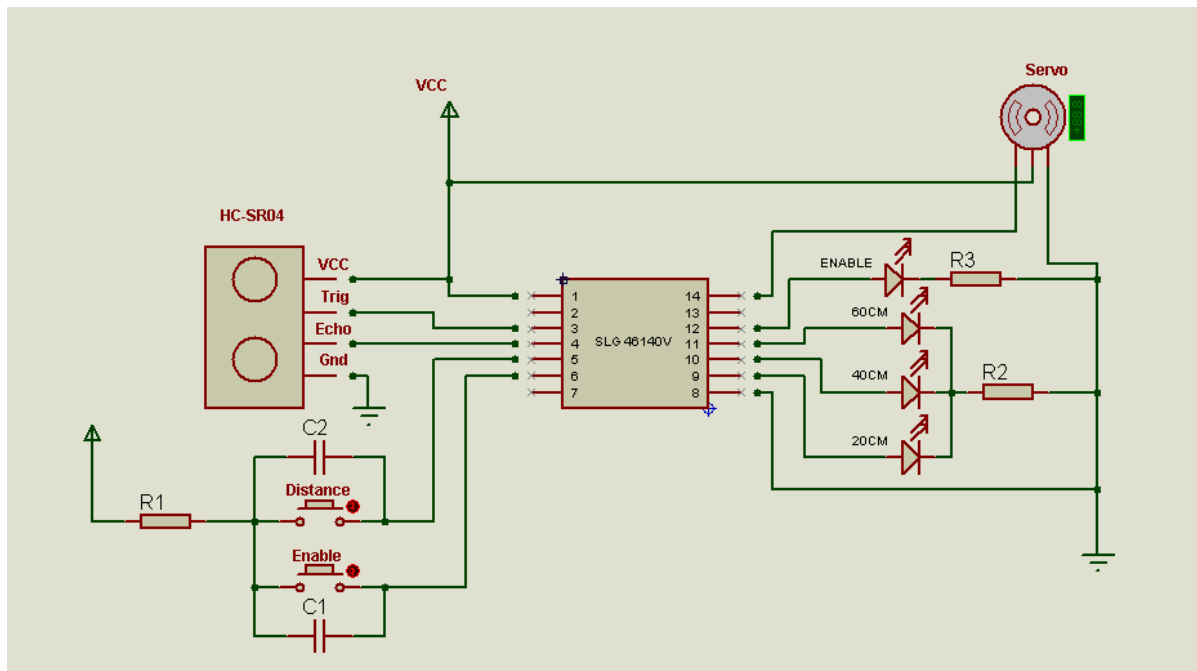 Servo
VCC
HC-SR04
VCC
Trig
Echo
Gnd
1
2
3
4
5
6
7
SLG 46140V
14
13
12
11
10
9
8
ENABLE
R3
60CM
40CM
R2
20CM
C2
Distance
R1
Enable
C1